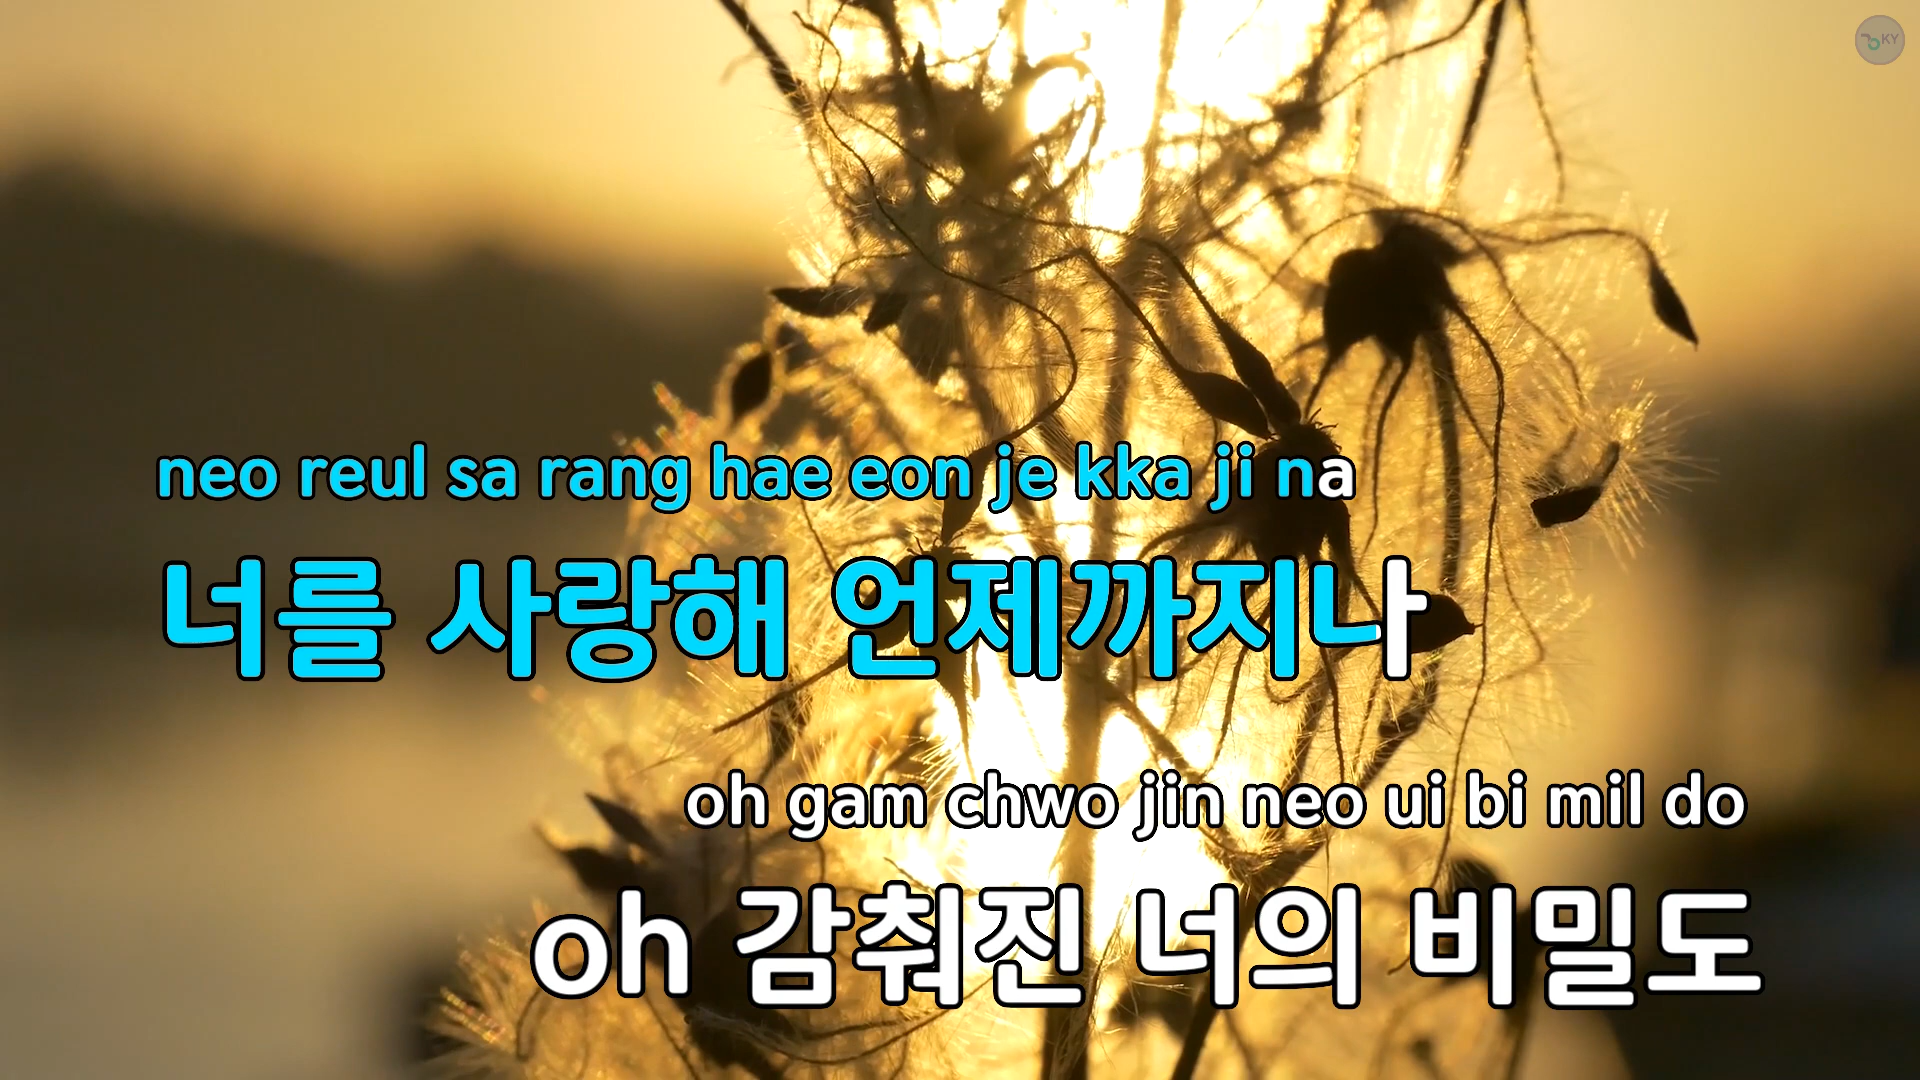 KY
neo reul sa rang hae eon je kka ji na
너를 사랑해 언제까지나
oh gam chwo jin neo ui bi mil do
oh 감춰진 너의 비밀도